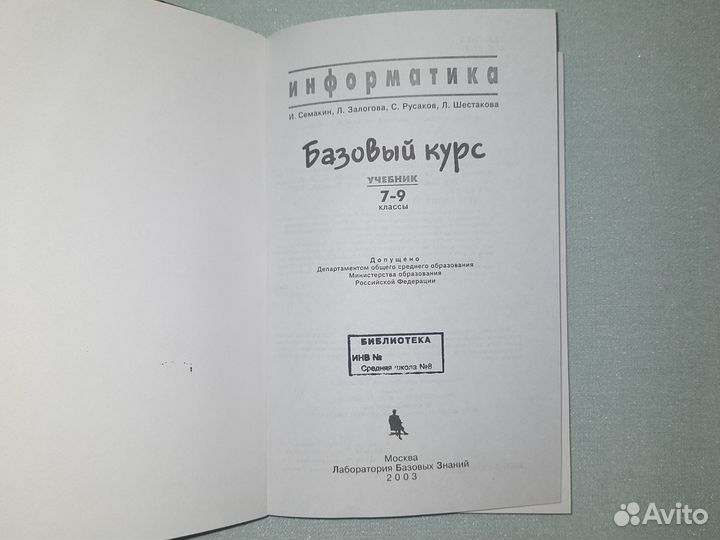 информатика
И. Семакин, Л. Залогова, С. Русаков, Л. Шестакова
Базовый курс
УЧЕБНИК
7-9
классы
Допущено
Департаментом общего среднего образования
Министерства образования
Российской Федерации
БИБЛИОТЕКА
ИНВ №
Средняя школа №8
Москва
Лаборатория Базовых Знаний
2003
Avito